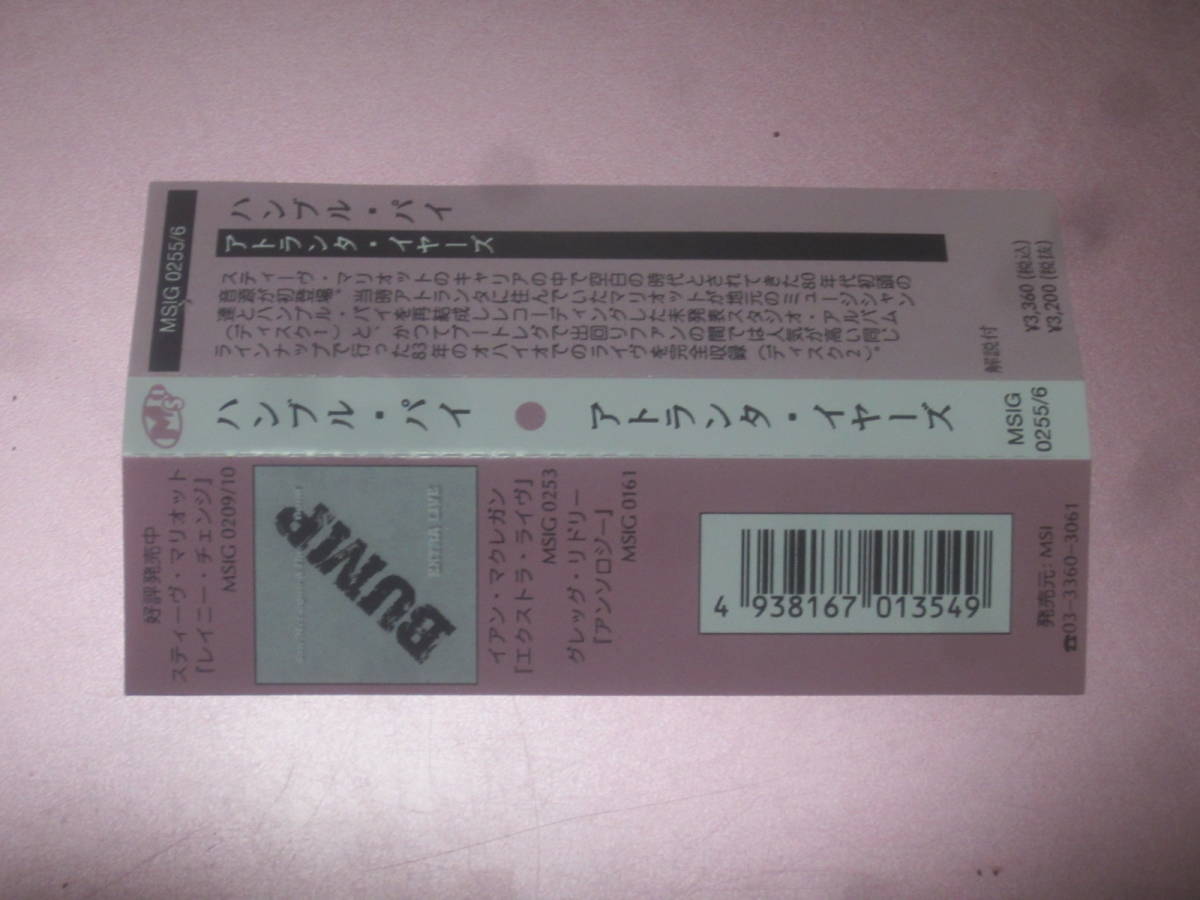 MSIG 0255/6
ハンブル・パイ
アトランタ・イヤーズ
スティーヴ・マリオットのキャリアの中で空白の時代とされてきた80年代初頭の
音源が初登場。当時アトランタに住んでいたマリオットが地元のミュージシャン
達とハンブル・パイを再結成しレコーディングした未発表スタジオ・アルバム
(ディスク1)と、かつてブートレグで出回りファンの間では人気が高い同じ
ラインナップで行った83年のオハイオでのライヴを完全収録(ディスク2)。
解説付
¥3,360(税込)
¥3,200(税抜)
MSI
ハンブル・パイ ● アトランタ・イヤーズ
MSIG
0255/6
好評発売中
スティーヴ・マリオット
「レイニー・チェンジ」
MSIG 0209/10
BUMP
EXTRA LIVE
イアン・マクレガン
「エクストラ・ライヴ」
MSIG 0253
グレッグ・リドリー
「アンソロジー」
MSIG 0161
4 938167 013549
発売元:MSI
☎03-3360-3061